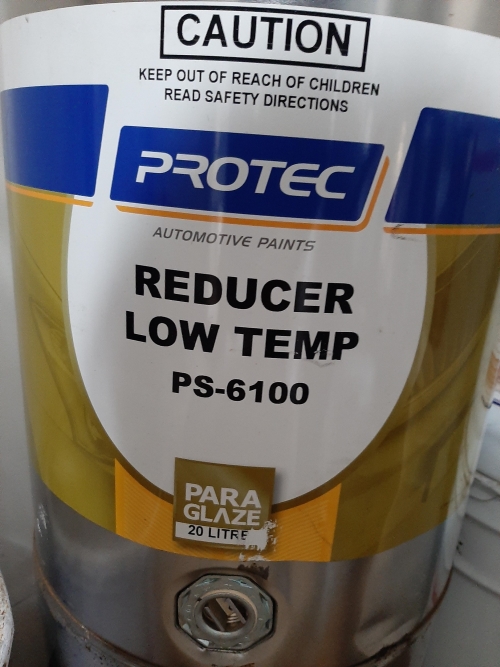 CAUTION
KEEP OUT OF REACH OF CHILDREN
READ SAFETY DIRECTIONS
PROTEC
AUTOMOTIVE PAINTS
REDUCER
LOW TEMP
PS-6100
PARA
GLAZE
20 LITRE